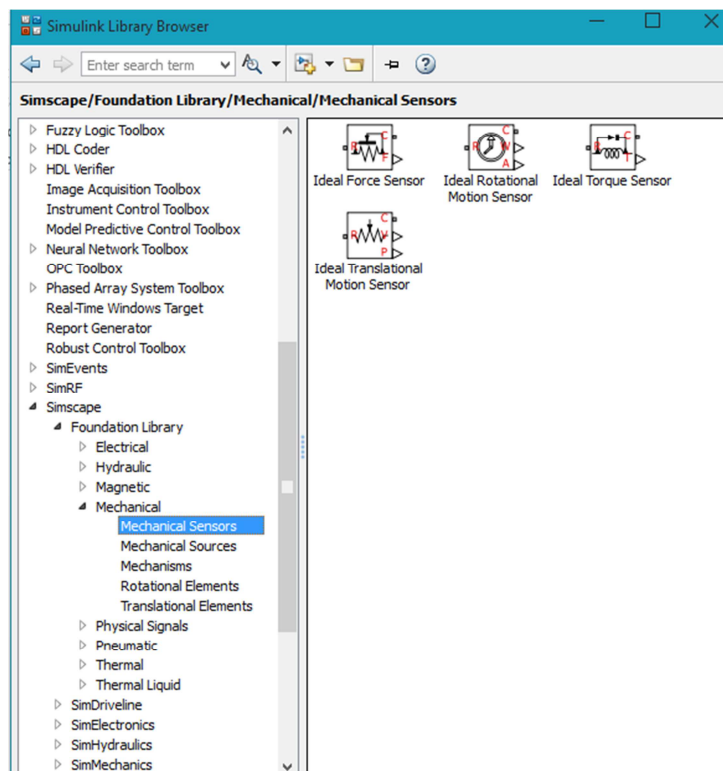 Simulink Library Browser
Enter search term
Simscape/Foundation Library/Mechanical/Mechanical Sensors
Fuzzy Logic Toolbox
HDL Coder
HDL Verifier
Image Acquisition Toolbox
Instrument Control Toolbox
Model Predictive Control Toolbox
Neural Network Toolbox
OPC Toolbox
Phased Array System Toolbox
Real-Time Windows Target
Report Generator
Robust Control Toolbox
SimEvents
SimRF
Simscape
Foundation Library
Electrical
Hydraulic
Magnetic
Mechanical
Mechanical Sensors
Mechanical Sources
Mechanisms
Rotational Elements
Translational Elements
Physical Signals
Pneumatic
Thermal
Thermal Liquid
SimDriveline
SimElectronics
SimHydraulics
SimMechanics
R C F
Ideal Force Sensor
R C W A
Ideal Rotational
Motion Sensor
R C T
Ideal Torque Sensor
R C V P
Ideal Translational
Motion Sensor